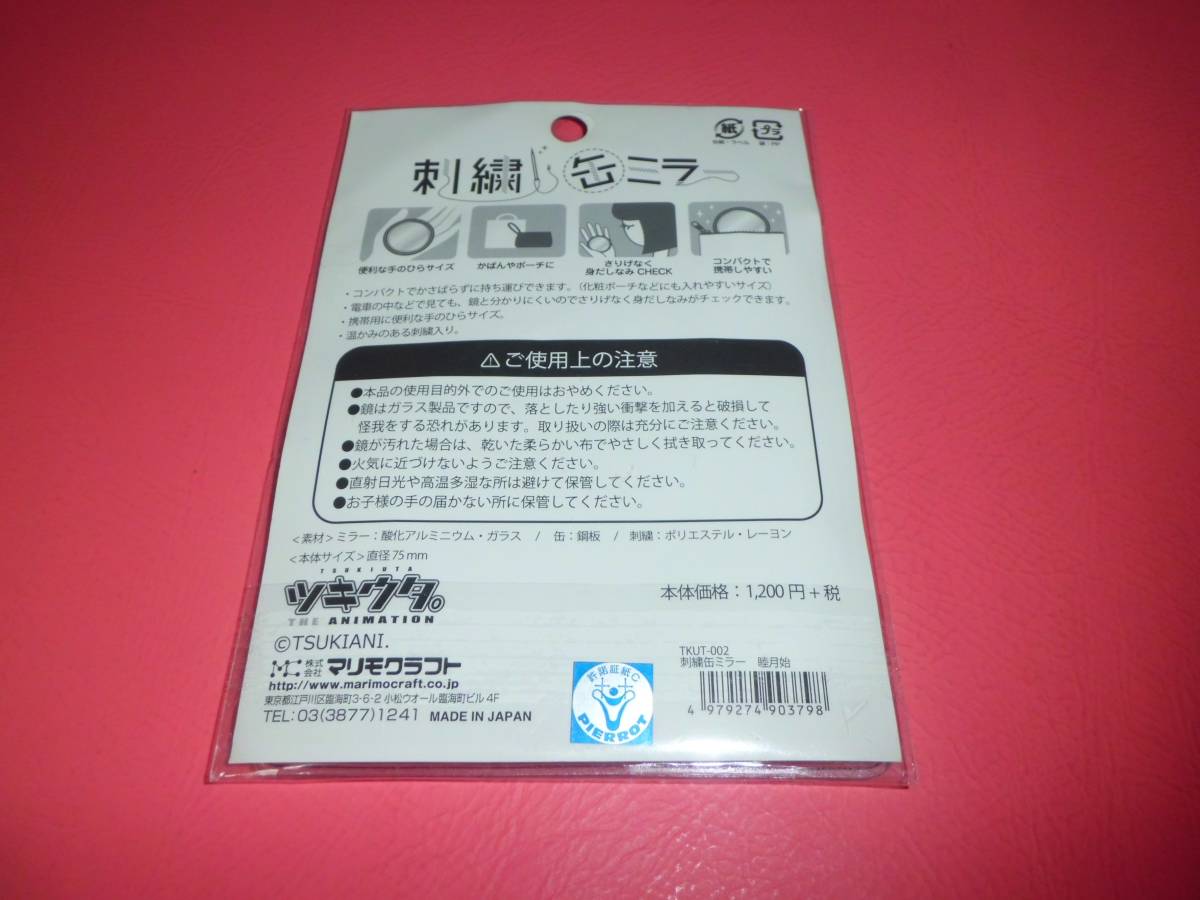 紙
台紙・ラベル
プラ
袋：PP
刺繍缶ミラー
便利な手のひらサイズ
かばんやポーチに
さりげなく
身だしなみ CHECK
コンパクトで
携帯しやすい
・コンパクトでかさばらずに持ち運びできます。（化粧ポーチなどにも入れやすいサイズ）
・電車の中などで見ても、鏡と分かりにくいのでさりげなく身だしなみがチェックできます。
・携帯用に便利な手のひらサイズ。
・温かみのある刺繍入り。
⚠ご使用上の注意
●本品の使用目的外でのご使用はおやめください。
●鏡はガラス製品ですので、落としたり強い衝撃を加えると破損して
怪我をする恐れがあります。取り扱いの際は充分にご注意ください。
●鏡が汚れた場合は、乾いた柔らかい布でやさしく拭き取ってください。
●火気に近づけないようご注意ください。
●直射日光や高温多湿な所は避けて保管してください。
●お子様の手の届かない所に保管してください。
＜素材＞ミラー：酸化アルミニウム・ガラス / 缶：鋼板 / 刺繍：ポリエステル・レーヨン
＜本体サイズ＞直径75mm
TSUKIUTA
ツキウタ。
THE ANIMATION
本体価格：1,200円+税
©TSUKIANI.
MC 株式会社 マリモクラフト
http://www.marimocraft.co.jp
東京都江戸川区臨海町3-6-2 小松ウオール臨海町ビル4F
TEL:03(3877)1241 MADE IN JAPAN
許諾証紙C
PIERROT
TKUT-002
刺繍缶ミラー 睦月始
4 979274 903798